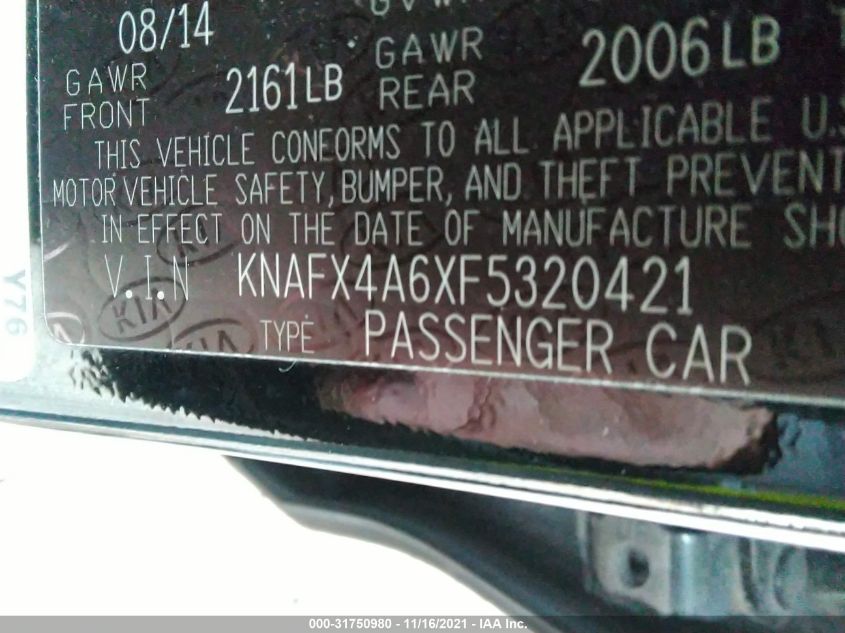 08/14
GAWR FRONT 2161LB GAWR REAR 2006LB
THIS VEHICLE CONFORMS TO ALL APPLICABLE U.S
MOTOR VEHICLE SAFETY, BUMPER, AND THEFT PREVENT
IN EFFECT ON THE DATE OF MANUFACTURE SHO
V.I.N KNAFX4A6XF5320421
TYPE PASSENGER CAR
Y76
KIA
000-31750980 - 11/16/2021 - IAA Inc.